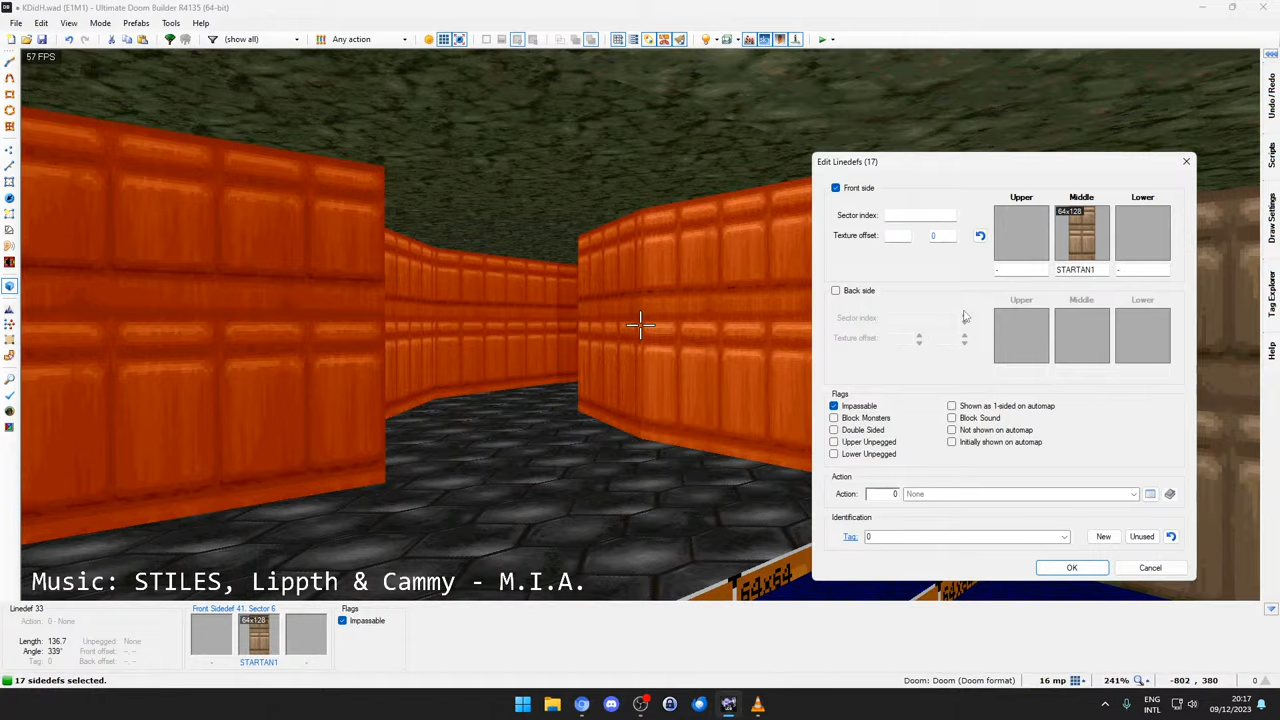 • KDidH.wad (E1M1) - Ultimate Doom Builder R4135 (64-bit)
File Edit View Mode Prefabs Tools Help
(show all) Any action
57 FPS
Undo / Redo
Scripts
Draw Settings
Tag Explorer
Help
Edit Linedefs (17)
Front side
Upper Middle Lower
Sector index:
64x128
Texture offset: 0
- STARTAN1 -
Back side
Upper Middle Lower
Sector index:
Texture offset:
Flags
Impassable Shown as 1-sided on automap
Block Monsters Block Sound
Double Sided Not shown on automap
Upper Unpegged Initially shown on automap
Lower Unpegged
Action
Action: 0 None
Identification
Tag: 0 New Unused
OK Cancel
T64x64
Music: STILES, Lippth & Cammy - M.I.A.
Linedef 33
Action: 0 - None
Length: 136.7 Unpegged: None
Angle: 339° Front offset: --, --
Tag: 0 Back offset: --, --
Front Sidedef 41. Sector 6
64x128
- STARTAN1 -
Flags
Impassable
17 sidedefs selected.
Doom: Doom (Doom format) 16 mp 241% -802 , 380 0
ENG
INTL
20:17
09/12/2023